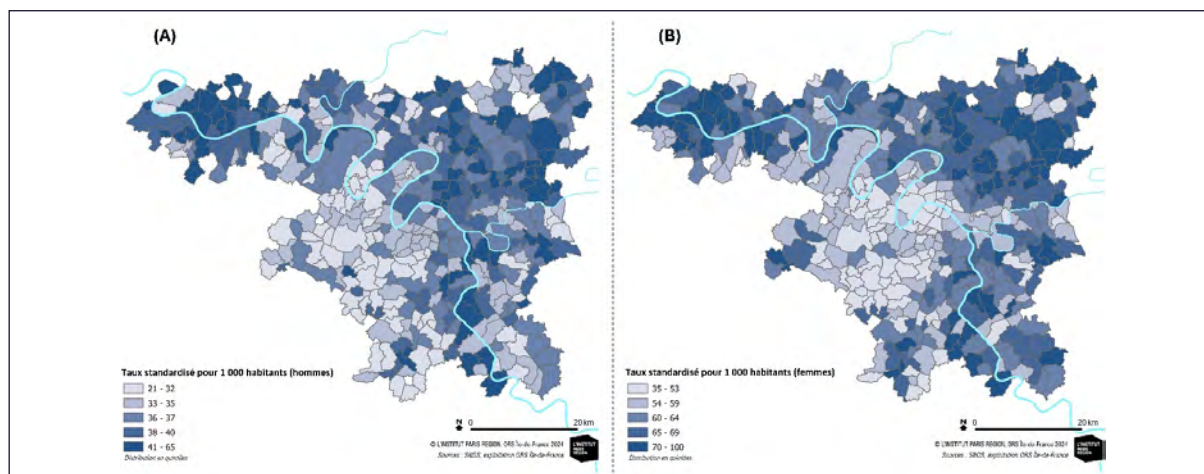 (A)
Taux standardisé pour 1 000 habitants (hommes)
21 - 32
33 - 35
36 - 37
38 - 40
41 - 65
Distribution en quintiles
N
0 20 km
© L'INSTITUT PARIS REGION, ORS Île-de-France 2024
Sources : SNDS, exploitation ORS Île-de-France
L'INSTITUT
PARIS
REGION
(B)
Taux standardisé pour 1 000 habitants (femmes)
35 - 53
54 - 59
60 - 64
65 - 69
70 - 100
Distribution en quintiles
N
0 20 km
© L'INSTITUT PARIS REGION, ORS Île-de-France 2024
Sources : SNDS, exploitation ORS Île-de-France
L'INSTITUT
PARIS
REGION